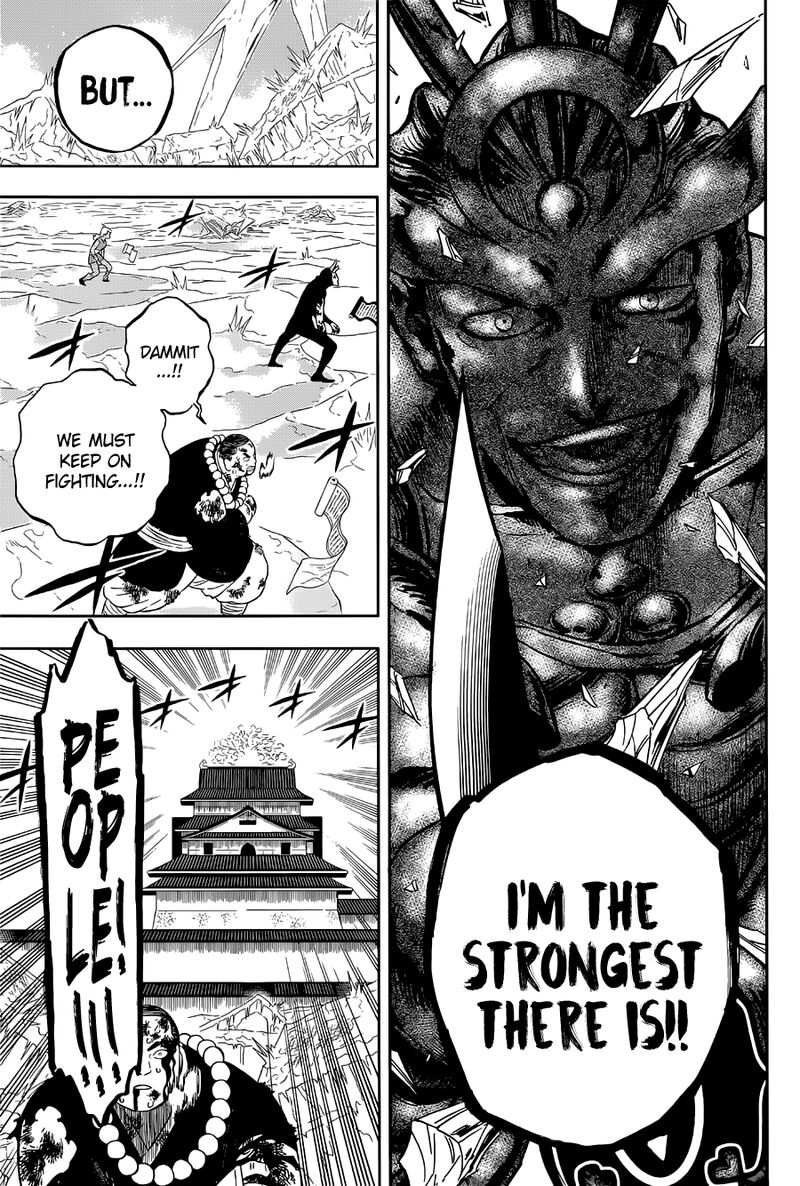 I'M THE
STRONGEST
THERE IS!!
BUT...
DAMMIT
...!!
WE MUST
KEEP ON
FIGHTING...!!
PE
OP
LE!
!!!